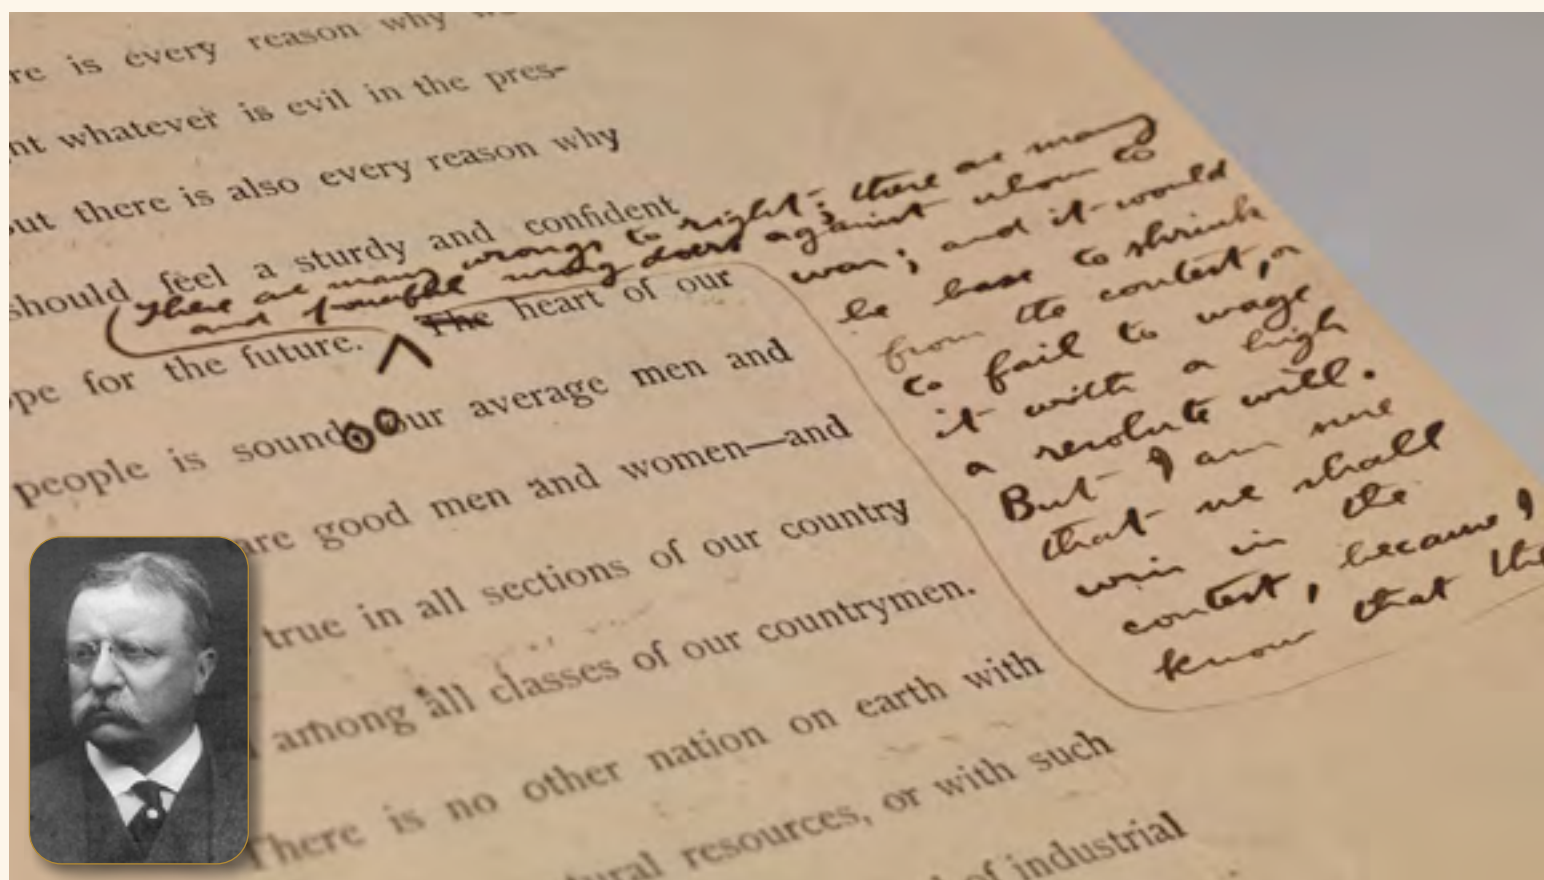 re is every reason why
nt whatever is evil in the pres-
out there is also every reason why
should feel a sturdy and confident
ope for the future. The heart of our
people is sound. Our average men and
are good men and women—and
true in all sections of our country
among all classes of our countrymen.
There is no other nation on earth with
ural resources, or with such
of industrial
There are many wrongs to right; there are many
and powerful wrong doers against whom to
war; and it would
be base to shrink
from the contest, or
to fail to wage
it with a high
a resolute will.
But I am sure
that we shall
win in the
contest, because I
know that the